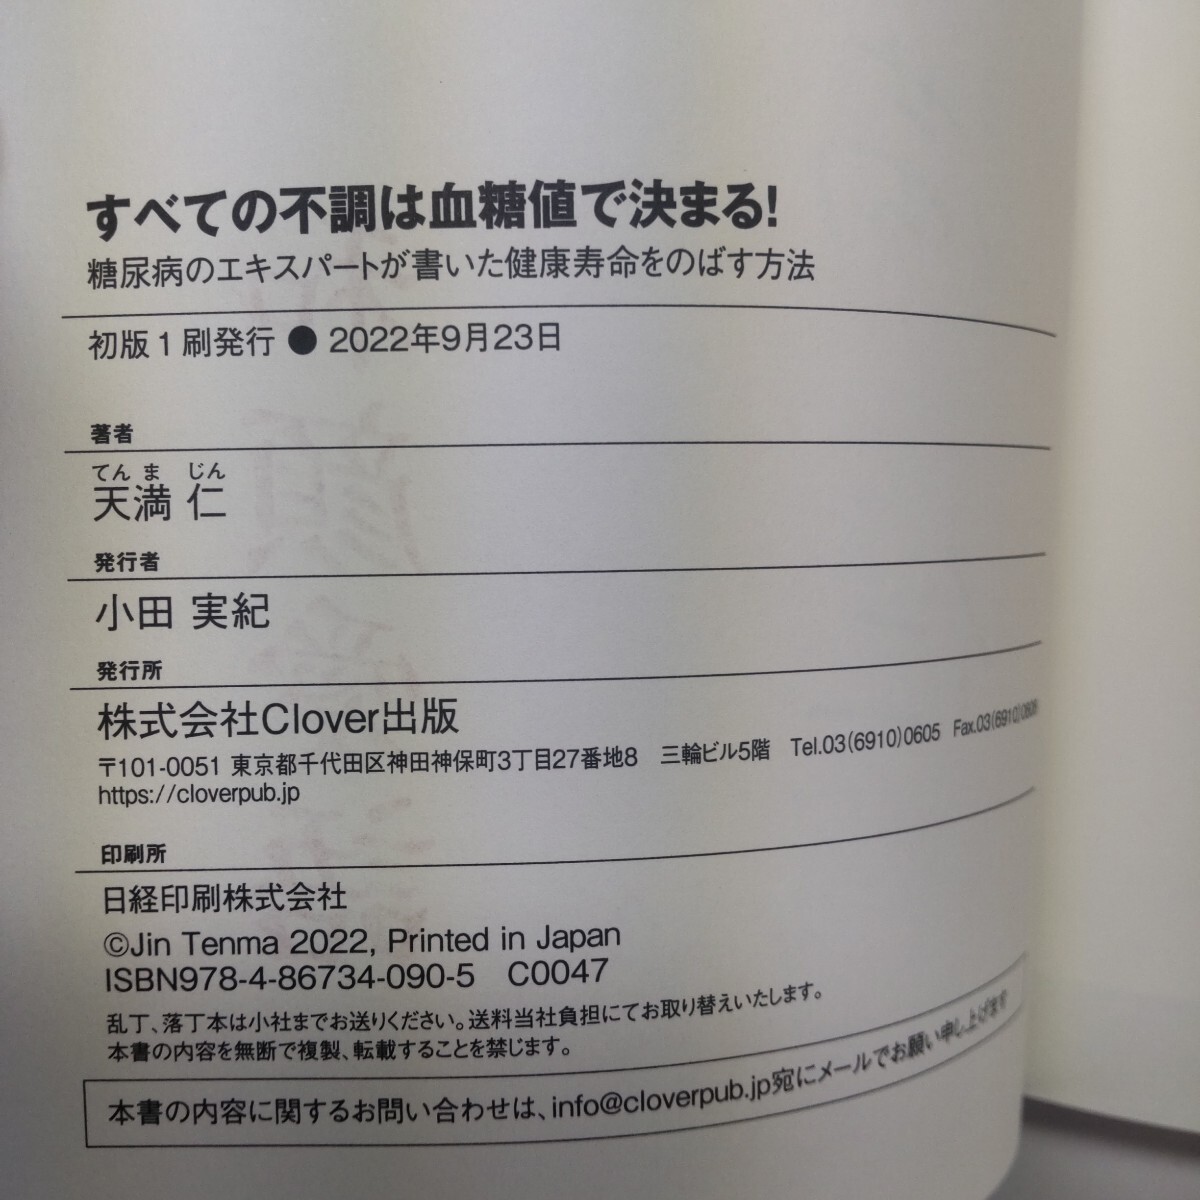 すべての不調は血糖値で決まる!
糖尿病のエキスパートが書いた健康寿命をのばす方法
初版1刷発行 ● 2022年9月23日
著者
てんま じん
天満 仁
発行者
小田 実紀
発行所
株式会社Clover出版
〒101-0051 東京都千代田区神田神保町3丁目27番地8 三輪ビル5階 Tel.03(6910)0605 Fax.03(6910)0606
https://cloverpub.jp
印刷所
日経印刷株式会社
©Jin Tenma 2022, Printed in Japan
ISBN978-4-86734-090-5 C0047
乱丁、落丁本は小社までお送りください。送料当社負担にてお取り替えいたします。
本書の内容を無断で複製、転載することを禁じます。
本書の内容に関するお問い合わせは、info@cloverpub.jp宛にメールでお願い申し上げます